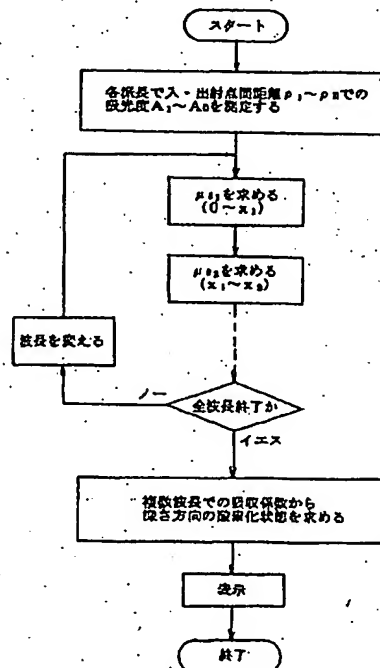 スタート
各波長で入・出射点間距離ρ₁～ρnでの
吸光度A₁～Anを測定する
μa₁を求める
(0～x₁)
μa₂を求める
(x₁～x₂)
波長を変える
ノー
全波長終了か
イエス
複数波長での吸収係数から
深さ方向の酸素化状態を求める
表示
終了